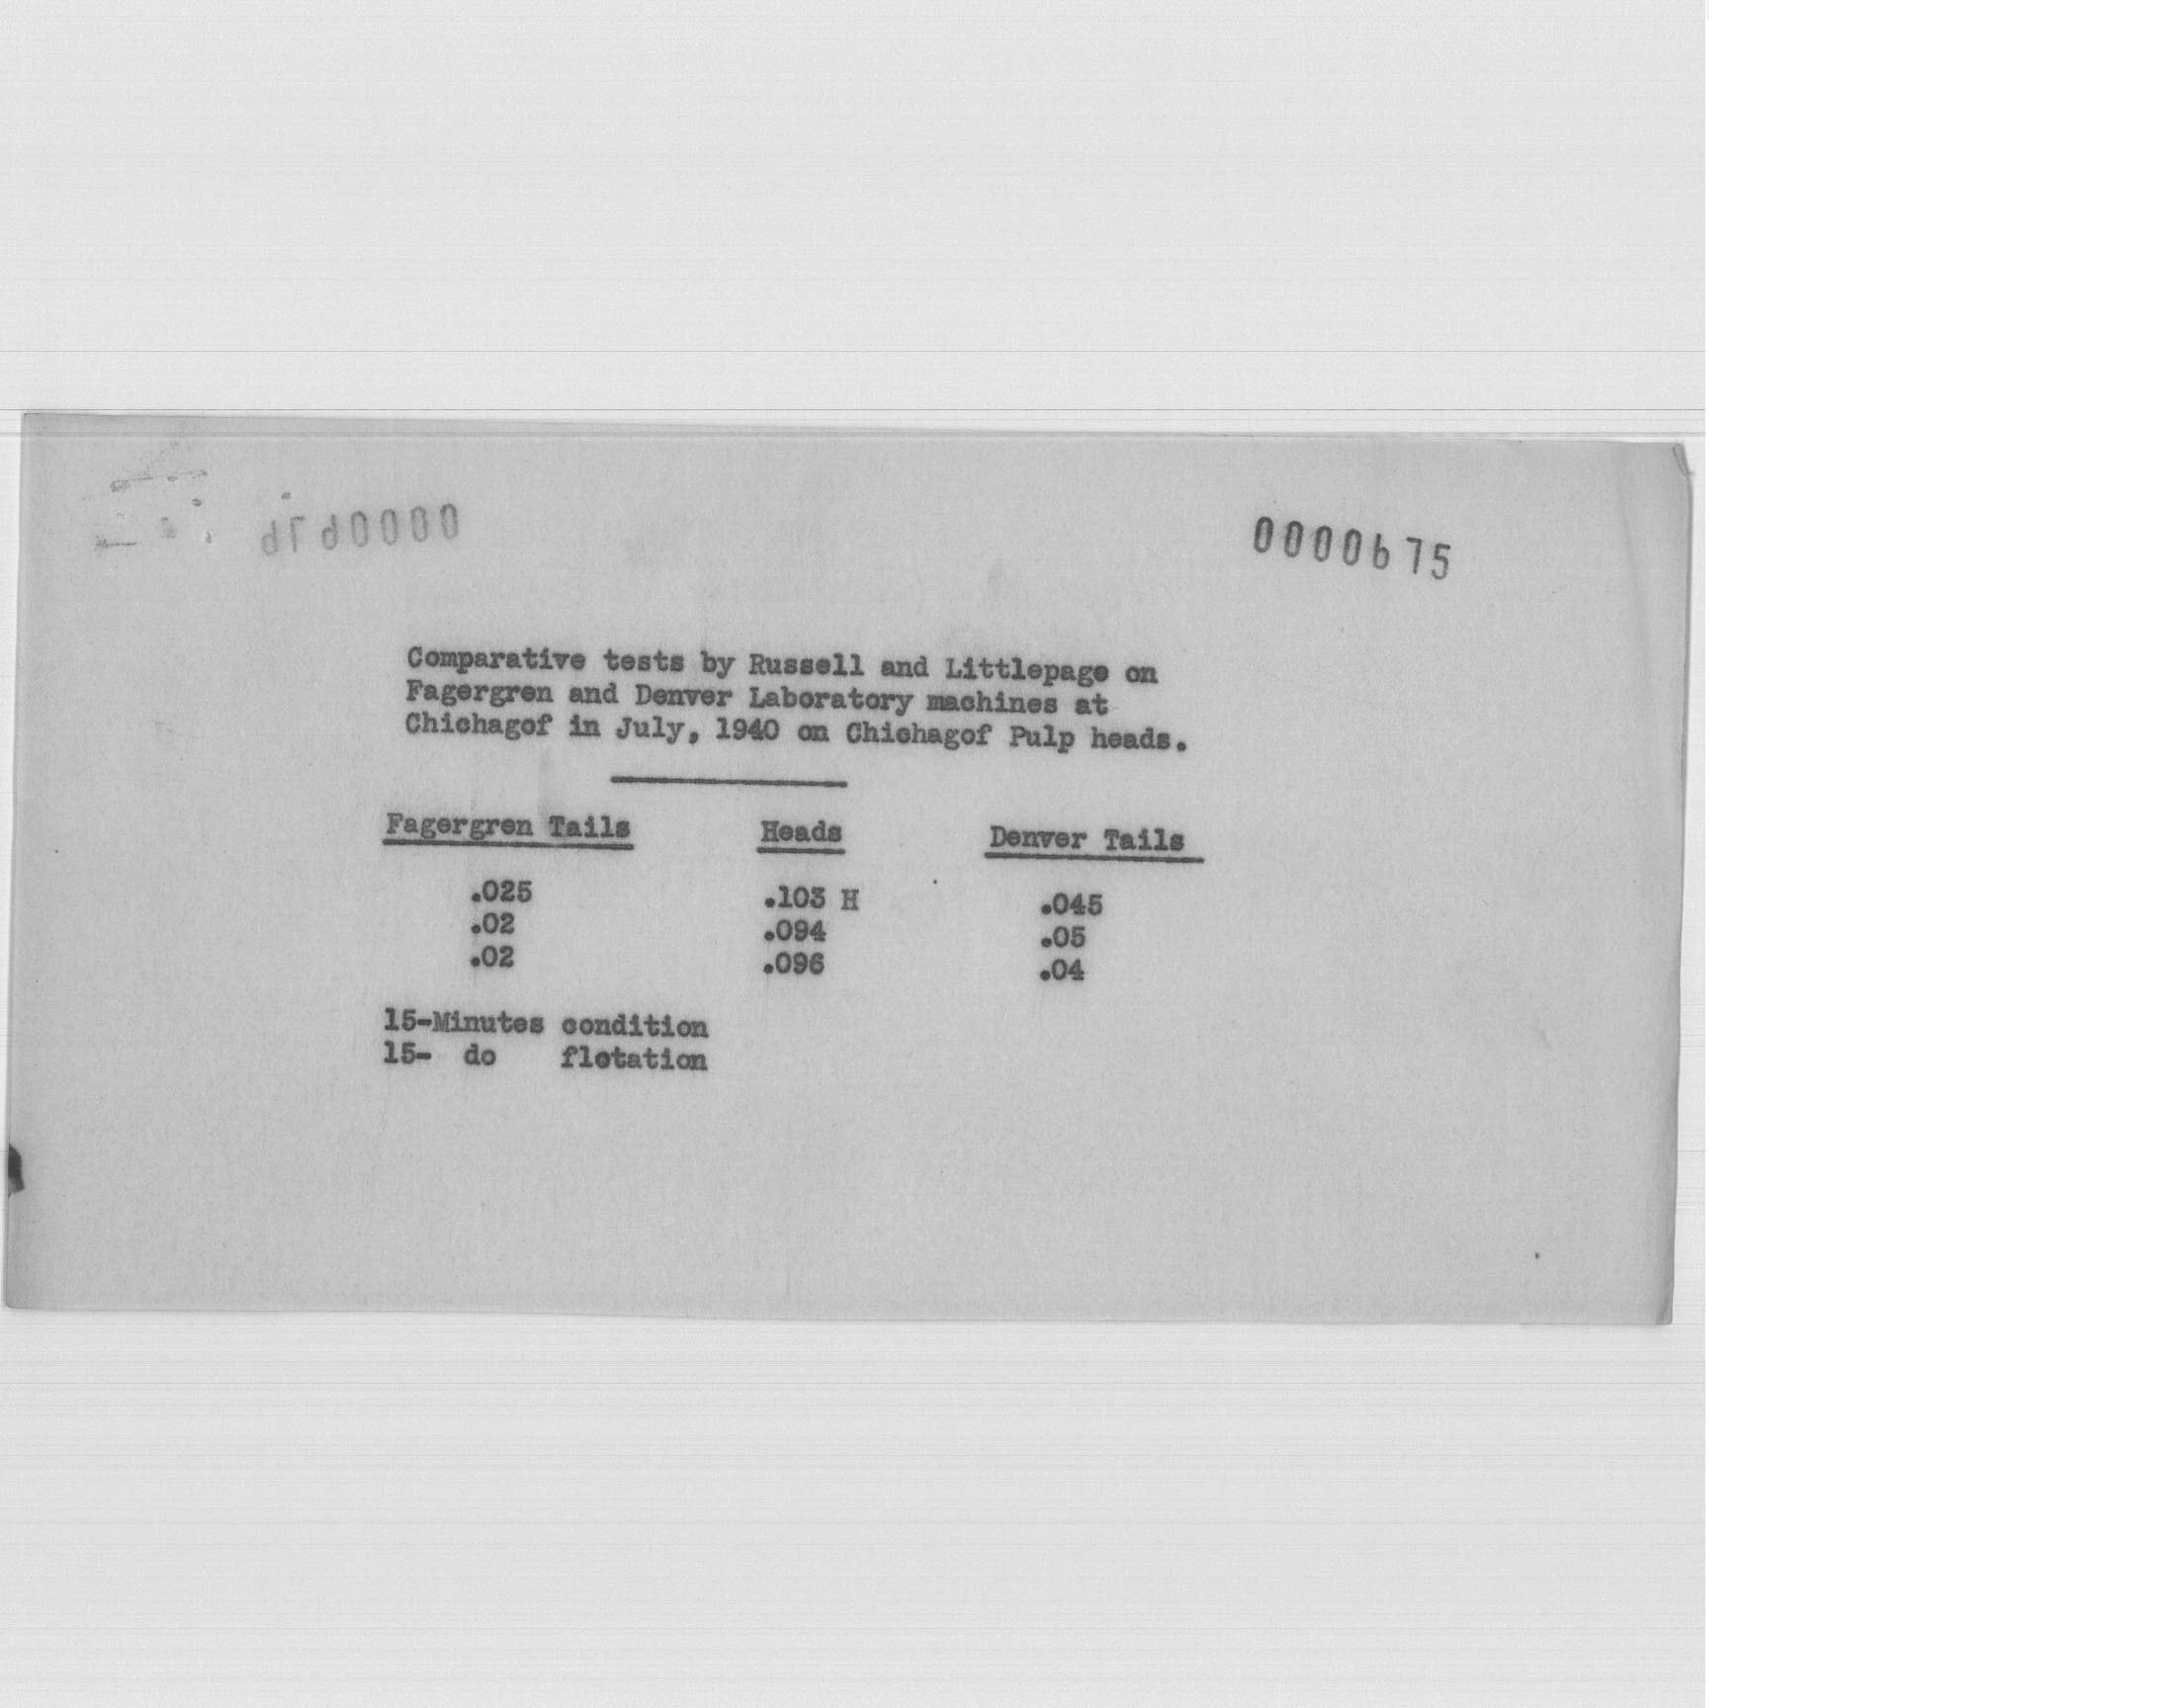 0000675
Comparative tests by Russell and Littlepage on
Fagergren and Denver Laboratory machines at
Chichagof in July, 1940 on Chichagof Pulp heads.
Fagergren Tails Heads Denver Tails
.025 .103 H .045
.02 .094 .05
.02 .096 .04
15-Minutes condition
15- do flotation